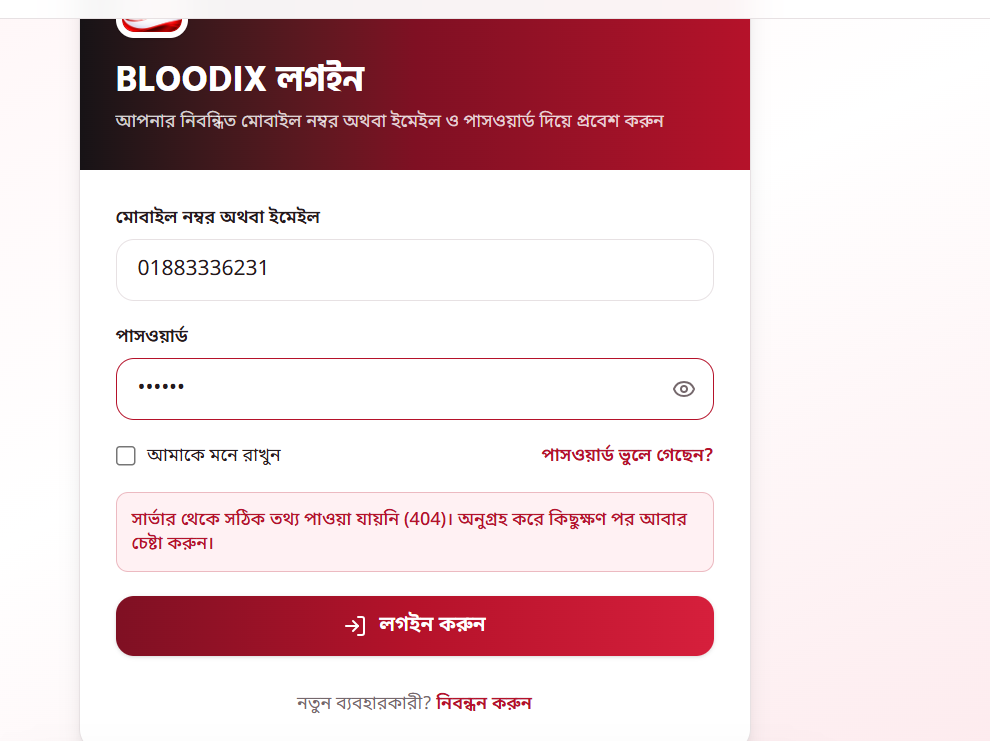 BLOODIX লগইন
আপনার নিবন্ধিত মোবাইল নম্বর অথবা ইমেইল ও পাসওয়ার্ড দিয়ে প্রবেশ করুন
মোবাইল নম্বর অথবা ইমেইল
01883336231
পাসওয়ার্ড
••••••
আমাকে মনে রাখুন
পাসওয়ার্ড ভুলে গেছেন?
সার্ভার থেকে সঠিক তথ্য পাওয়া যায়নি (404)। অনুগ্রহ করে কিছুক্ষণ পর আবার
চেষ্টা করুন।
লগইন করুন
নতুন ব্যবহারকারী? নিবন্ধন করুন